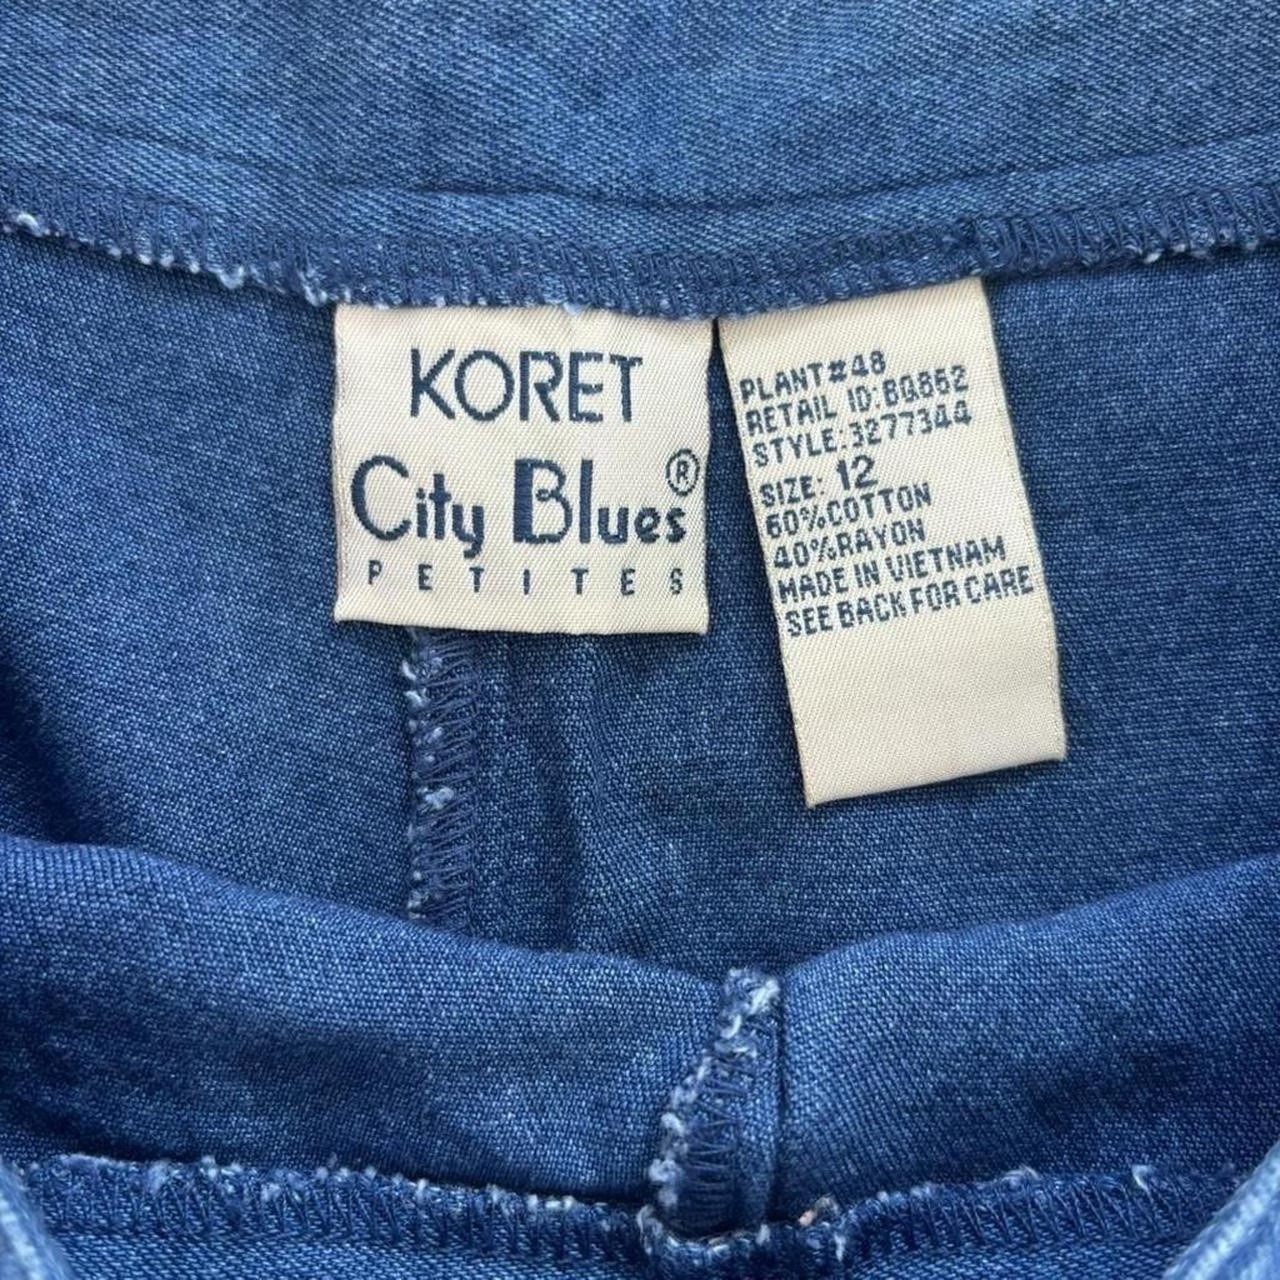 KORET
City Blues®
PETITES
PLANT#48
RETAIL ID:BQ862
STYLE:3277344
SIZE: 12
60%COTTON
40%RAYON
MADE IN VIETNAM
SEE BACK FOR CARE